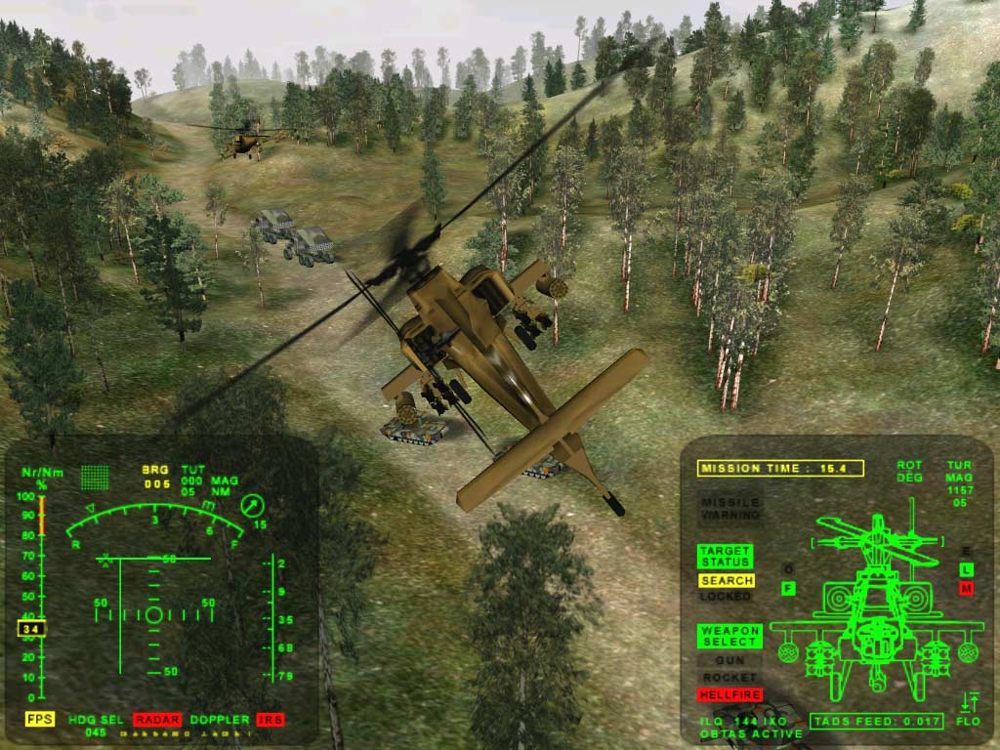 Nr/Nm
%
BRG
005
TUT
000 MAG
05 NM
100
90
80
70
60
50
40
30
20
10
0
34
R
3
m
6
F
15
50
50
50
50
2
9
35
68
79
FPS
HDG SEL
045
RADAR
DOPPLER
IRS
MISSION TIME : 15.4
ROT
DEG
TUR
MAG
1157
05
MISSILE
WARNING
TARGET
STATUS
SEARCH
LOCKED
O
F
E
L
M
WEAPON
SELECT
GUN
ROCKET
HELLFIRE
ILQ 144 IXO
OBTAS ACTIVE
TADS FEED: 0.017
FLO